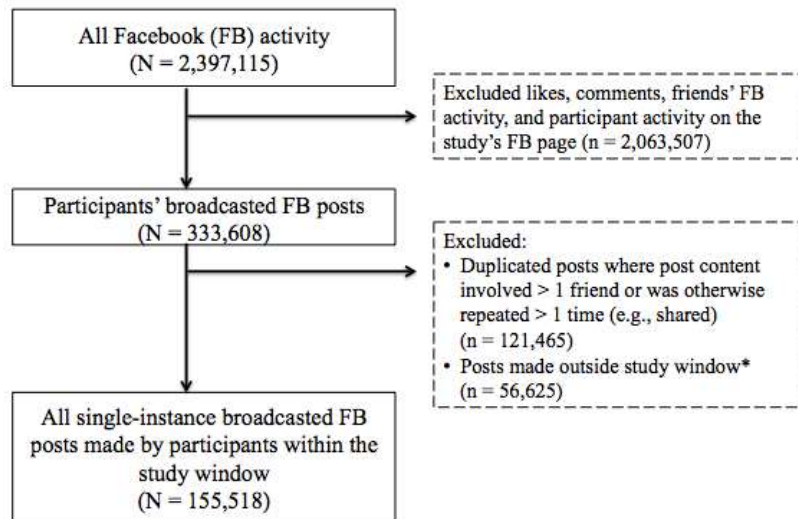 All Facebook (FB) activity
(N = 2,397,115)
Excluded likes, comments, friends' FB
activity, and participant activity on the
study's FB page (n = 2,063,507)
Participants' broadcasted FB posts
(N = 333,608)
Excluded:
• Duplicated posts where post content
involved > 1 friend or was otherwise
repeated > 1 time (e.g., shared)
(n = 121,465)
• Posts made outside study window*
(n = 56,625)
All single-instance broadcasted FB
posts made by participants within the
study window
(N = 155,518)